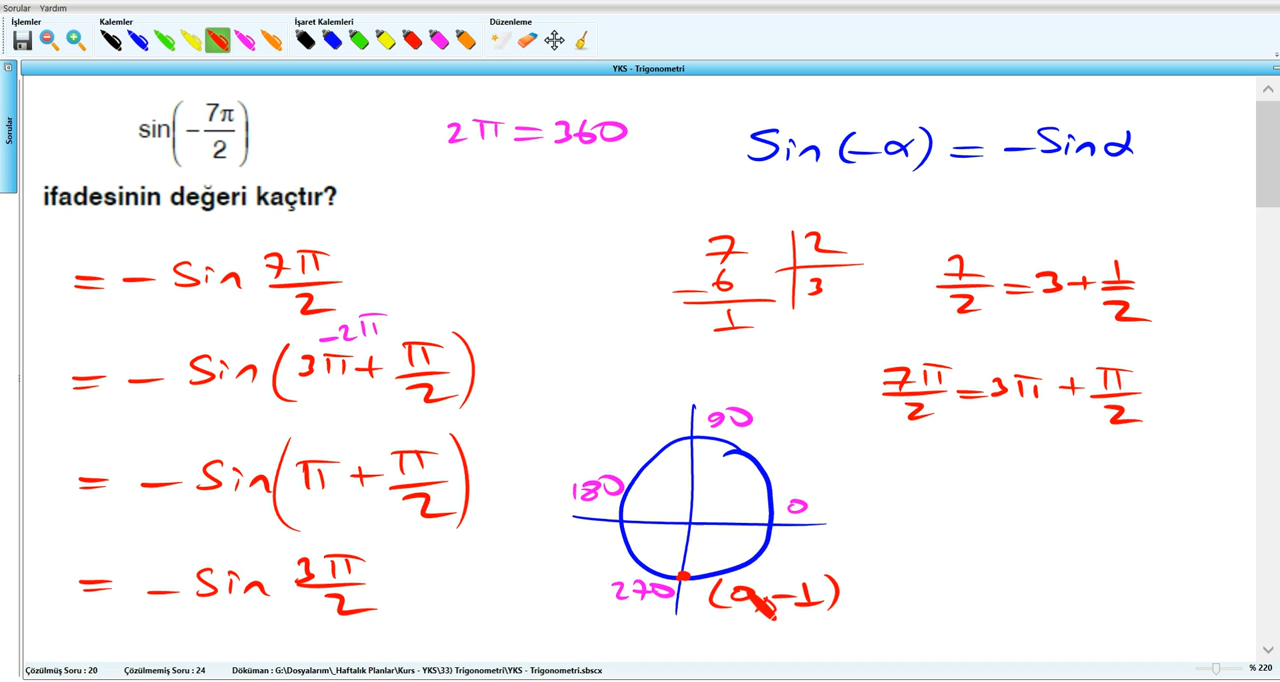 Sorular Yardım
İşlemler Kalemler İşaret Kalemleri Düzenleme
YKS - Trigonometri
Sorular
sin(-7π/2)
ifadesinin değeri kaçtır?
2π = 360
Sin(-α) = -Sinα
= - Sin 7π/2
-2π
= - Sin(3π + π/2)
= - Sin(π + π/2)
= - Sin 3π/2
7 2
- 6 3
1
7/2 = 3 + 1/2
7π/2 = 3π + π/2
90
180
0
270 (0, -1)
Çözülmüş Soru : 20 Çözülmemiş Soru : 24 Döküman : G:\Dosyalarım\_Haftalık Planlar\Kurs - YKS\33) Trigonometri\YKS - Trigonometri.sbscx % 220